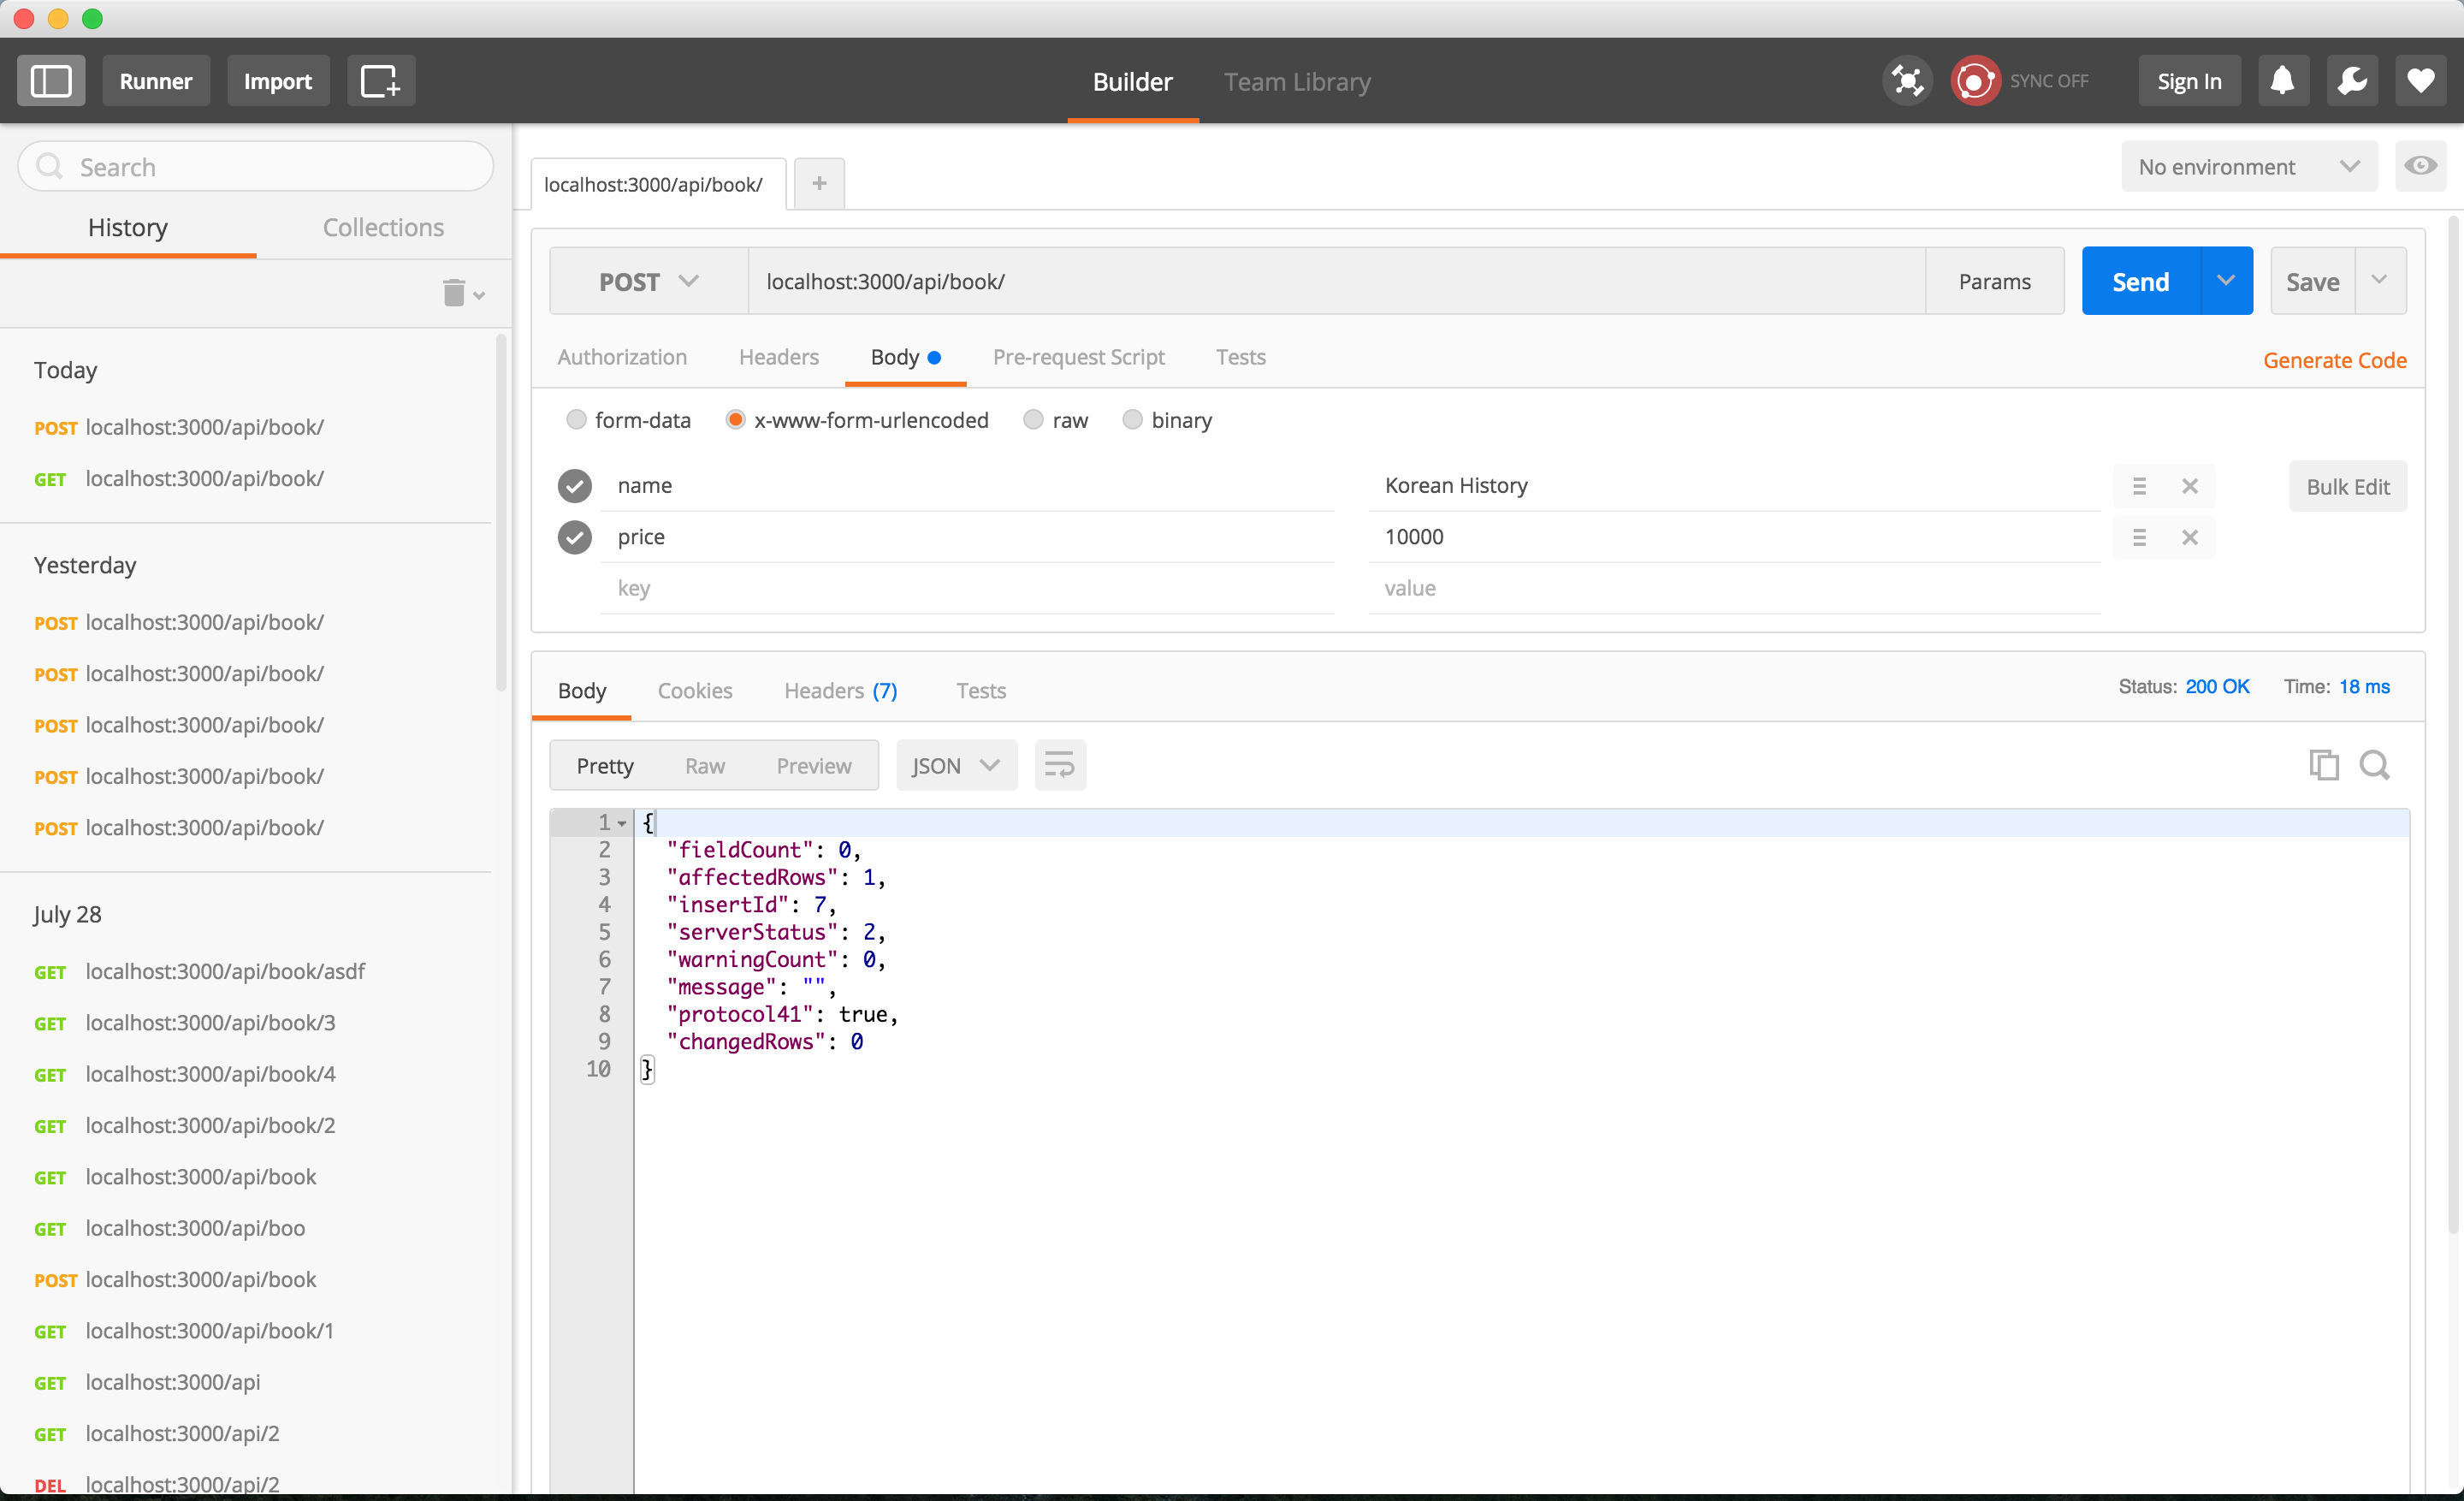 Runner Import Builder Team Library SYNC OFF Sign In
Search
History Collections
Today
POST localhost:3000/api/book/
GET localhost:3000/api/book/
Yesterday
POST localhost:3000/api/book/
POST localhost:3000/api/book/
POST localhost:3000/api/book/
POST localhost:3000/api/book/
POST localhost:3000/api/book/
July 28
GET localhost:3000/api/book/asdf
GET localhost:3000/api/book/3
GET localhost:3000/api/book/4
GET localhost:3000/api/book/2
GET localhost:3000/api/book
GET localhost:3000/api/boo
POST localhost:3000/api/book
GET localhost:3000/api/book/1
GET localhost:3000/api
GET localhost:3000/api/2
DEL localhost:3000/api/2
localhost:3000/api/book/ +
No environment
POST localhost:3000/api/book/ Params Send Save
Authorization Headers Body Pre-request Script Tests Generate Code
form-data x-www-form-urlencoded raw binary
name Korean History Bulk Edit
price 10000
key value
Body Cookies Headers (7) Tests Status: 200 OK Time: 18 ms
Pretty Raw Preview JSON
1 {
2 "fieldCount": 0,
3 "affectedRows": 1,
4 "insertId": 7,
5 "serverStatus": 2,
6 "warningCount": 0,
7 "message": "",
8 "protocol41": true,
9 "changedRows": 0
10 }